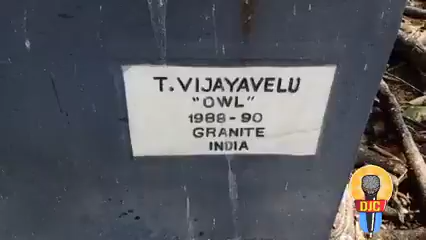 T. VIJAYAVELU
"OWL"
1988-90
GRANITE
INDIA
DJC